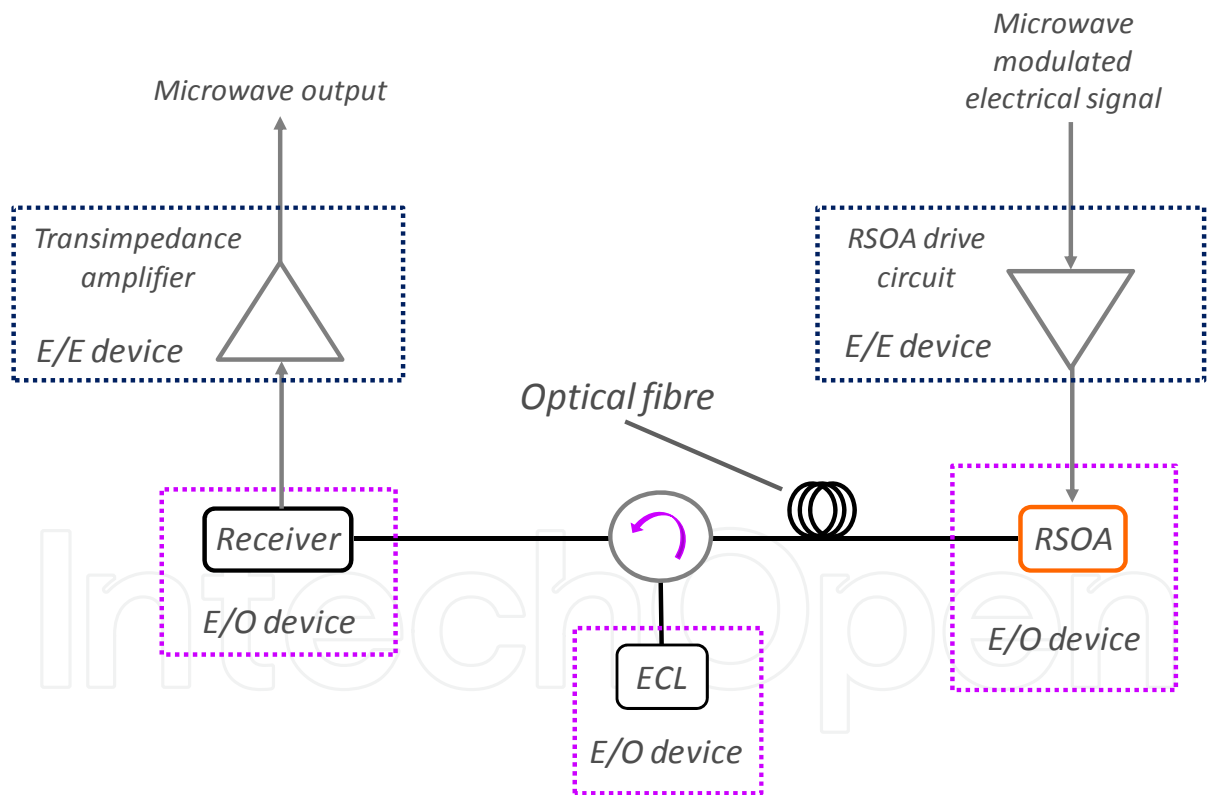 Microwave
modulated
electrical signal
Microwave output
Transimpedance
amplifier
E/E device
RSOA drive
circuit
E/E device
Optical fibre
Receiver
E/O device
RSOA
E/O device
ECL
E/O device
IntechOpen